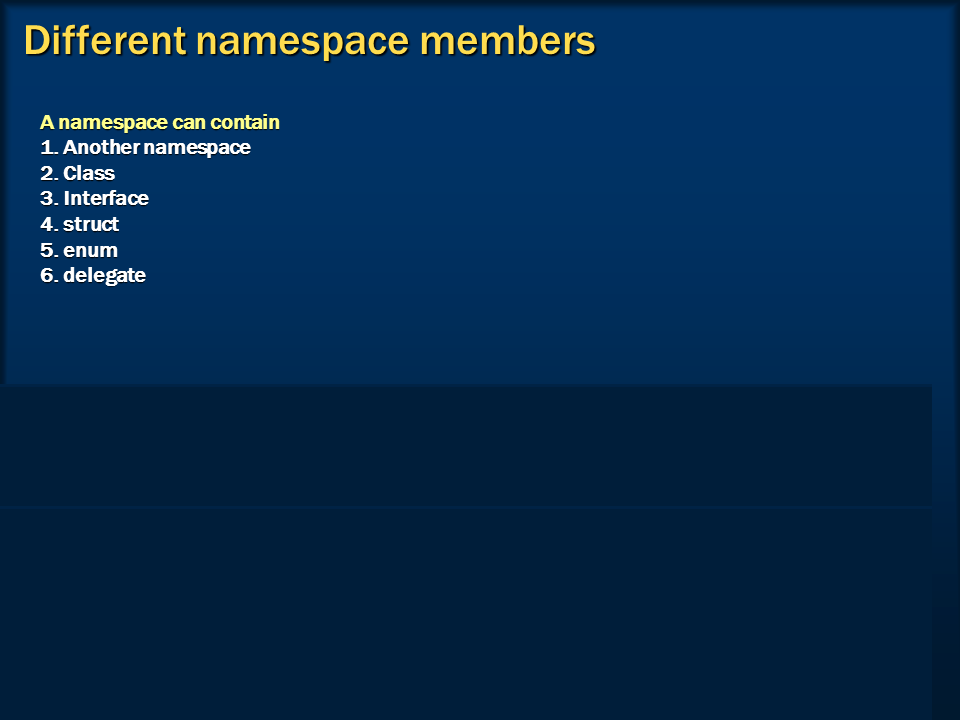 Different namespace members
A namespace can contain
1. Another namespace
2. Class
3. Interface
4. struct
5. enum
6. delegate